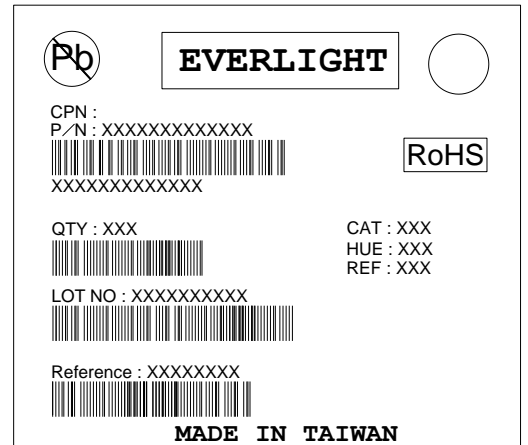 Pb
EVERLIGHT
CPN :
P/N : XXXXXXXXXXXXX
XXXXXXXXXXXXX
RoHS
QTY : XXX
CAT : XXX
HUE : XXX
REF : XXX
LOT NO : XXXXXXXXXX
Reference : XXXXXXXX
MADE IN TAIWAN